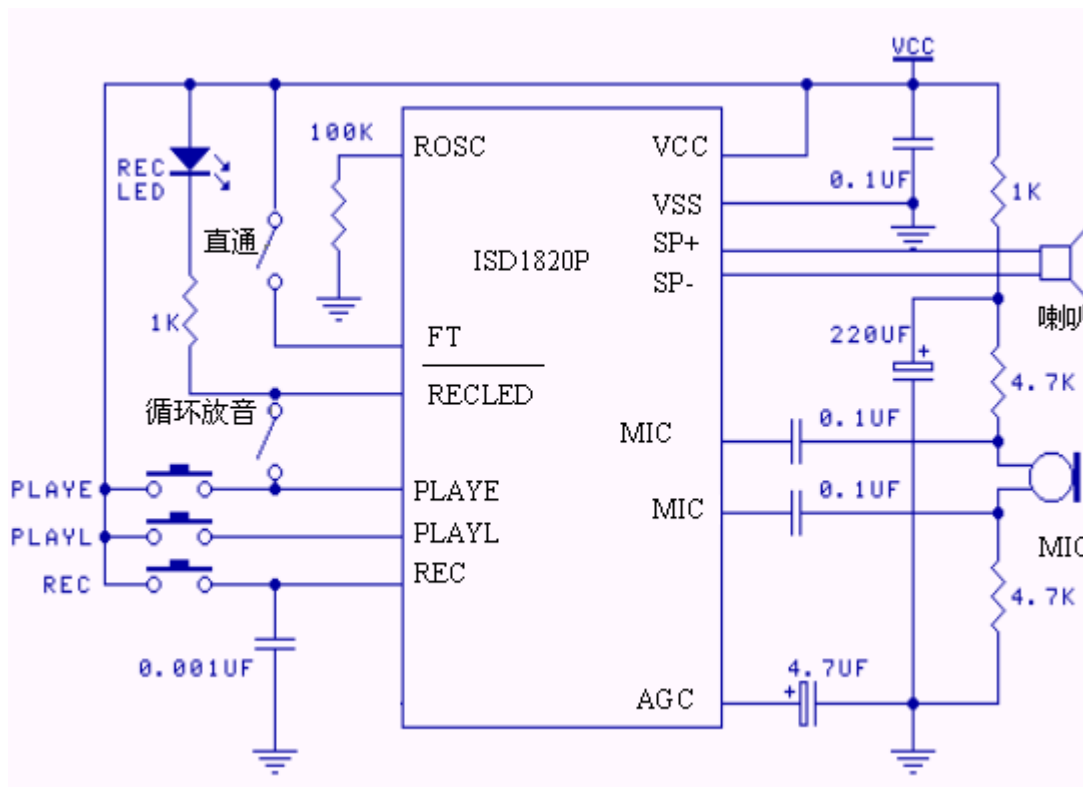 VCC
100K
ROSC
VCC
REC
LED
0.1UF
1K
VSS
直通
SP+
ISD1820P
SP-
1K
FT
220UF
+
喇
RECLED
4.7K
循环放音
0.1UF
MIC
PLAYE
PLAYE
0.1UF
MIC
PLAYL
PLAYL
MIC
REC
REC
4.7K
0.001UF
4.7UF
+
AGC